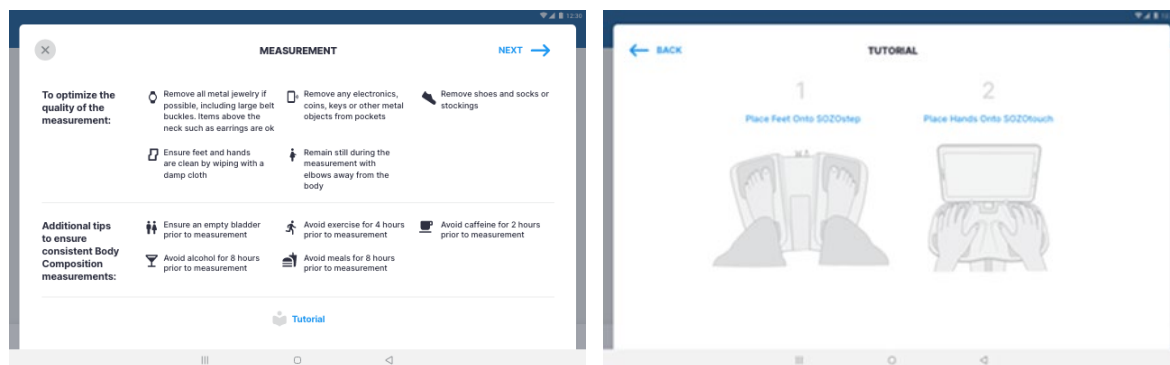 12:30
MEASUREMENT
NEXT
To optimize the
quality of the
measurement:
Remove all metal jewelry if
possible, including large belt
buckles. Items above the
neck such as earrings are ok
Remove any electronics,
coins, keys or other metal
objects from pockets
Remove shoes and socks or
stockings
Ensure feet and hands
are clean by wiping with a
damp cloth
Remain still during the
measurement with
elbows away from the
body
Additional tips
to ensure
consistent Body
Composition
measurements:
Ensure an empty bladder
prior to measurement
Avoid exercise for 4 hours
prior to measurement
Avoid caffeine for 2 hours
prior to measurement
Avoid alcohol for 8 hours
prior to measurement
Avoid meals for 8 hours
prior to measurement
Tutorial
BACK
TUTORIAL
1
Place Feet Onto SOZOstep
2
Place Hands Onto SOZOtouch